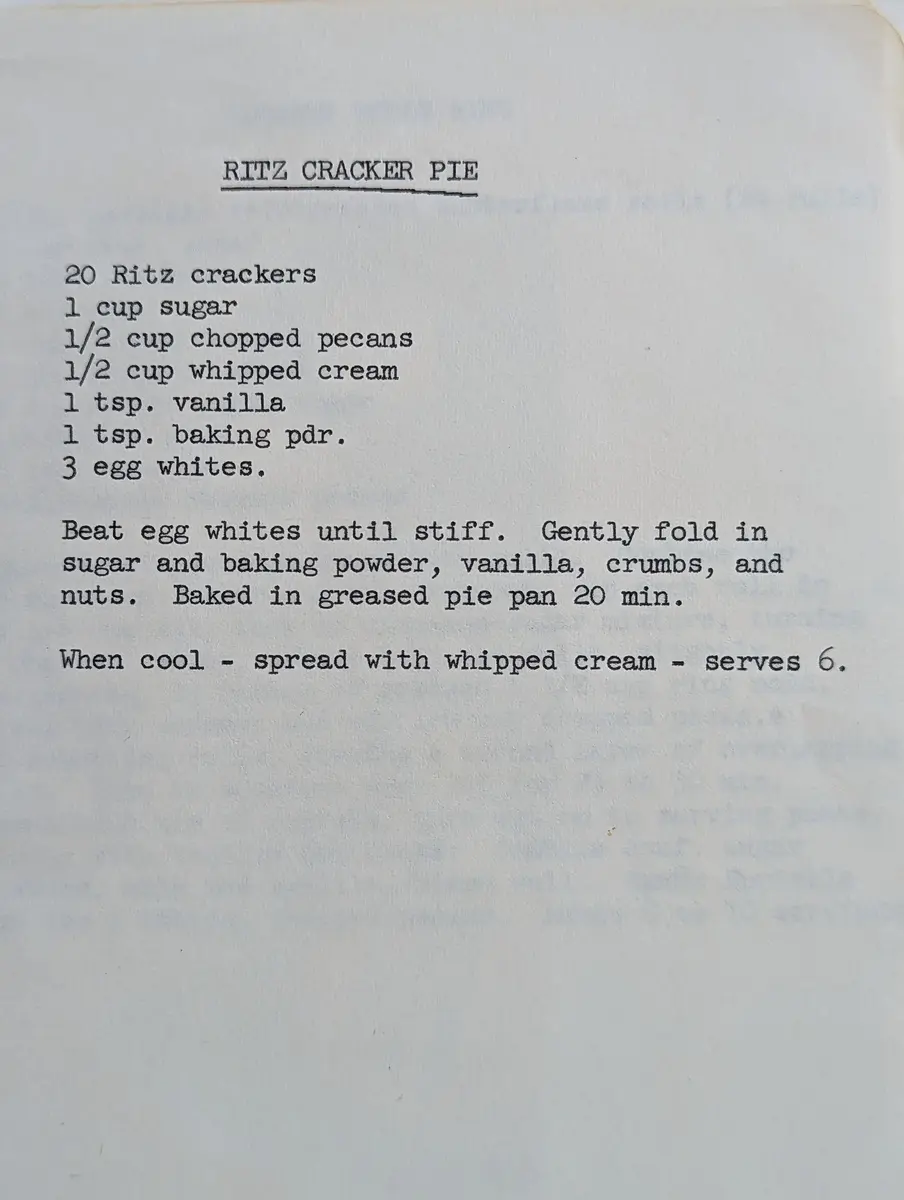 RITZ CRACKER PIE
20 Ritz crackers
1 cup sugar
1/2 cup chopped pecans
1/2 cup whipped cream
1 tsp. vanilla
1 tsp. baking pdr.
3 egg whites.
Beat egg whites until stiff.  Gently fold in
sugar and baking powder, vanilla, crumbs, and
nuts.  Baked in greased pie pan 20 min.
When cool - spread with whipped cream - serves 6.